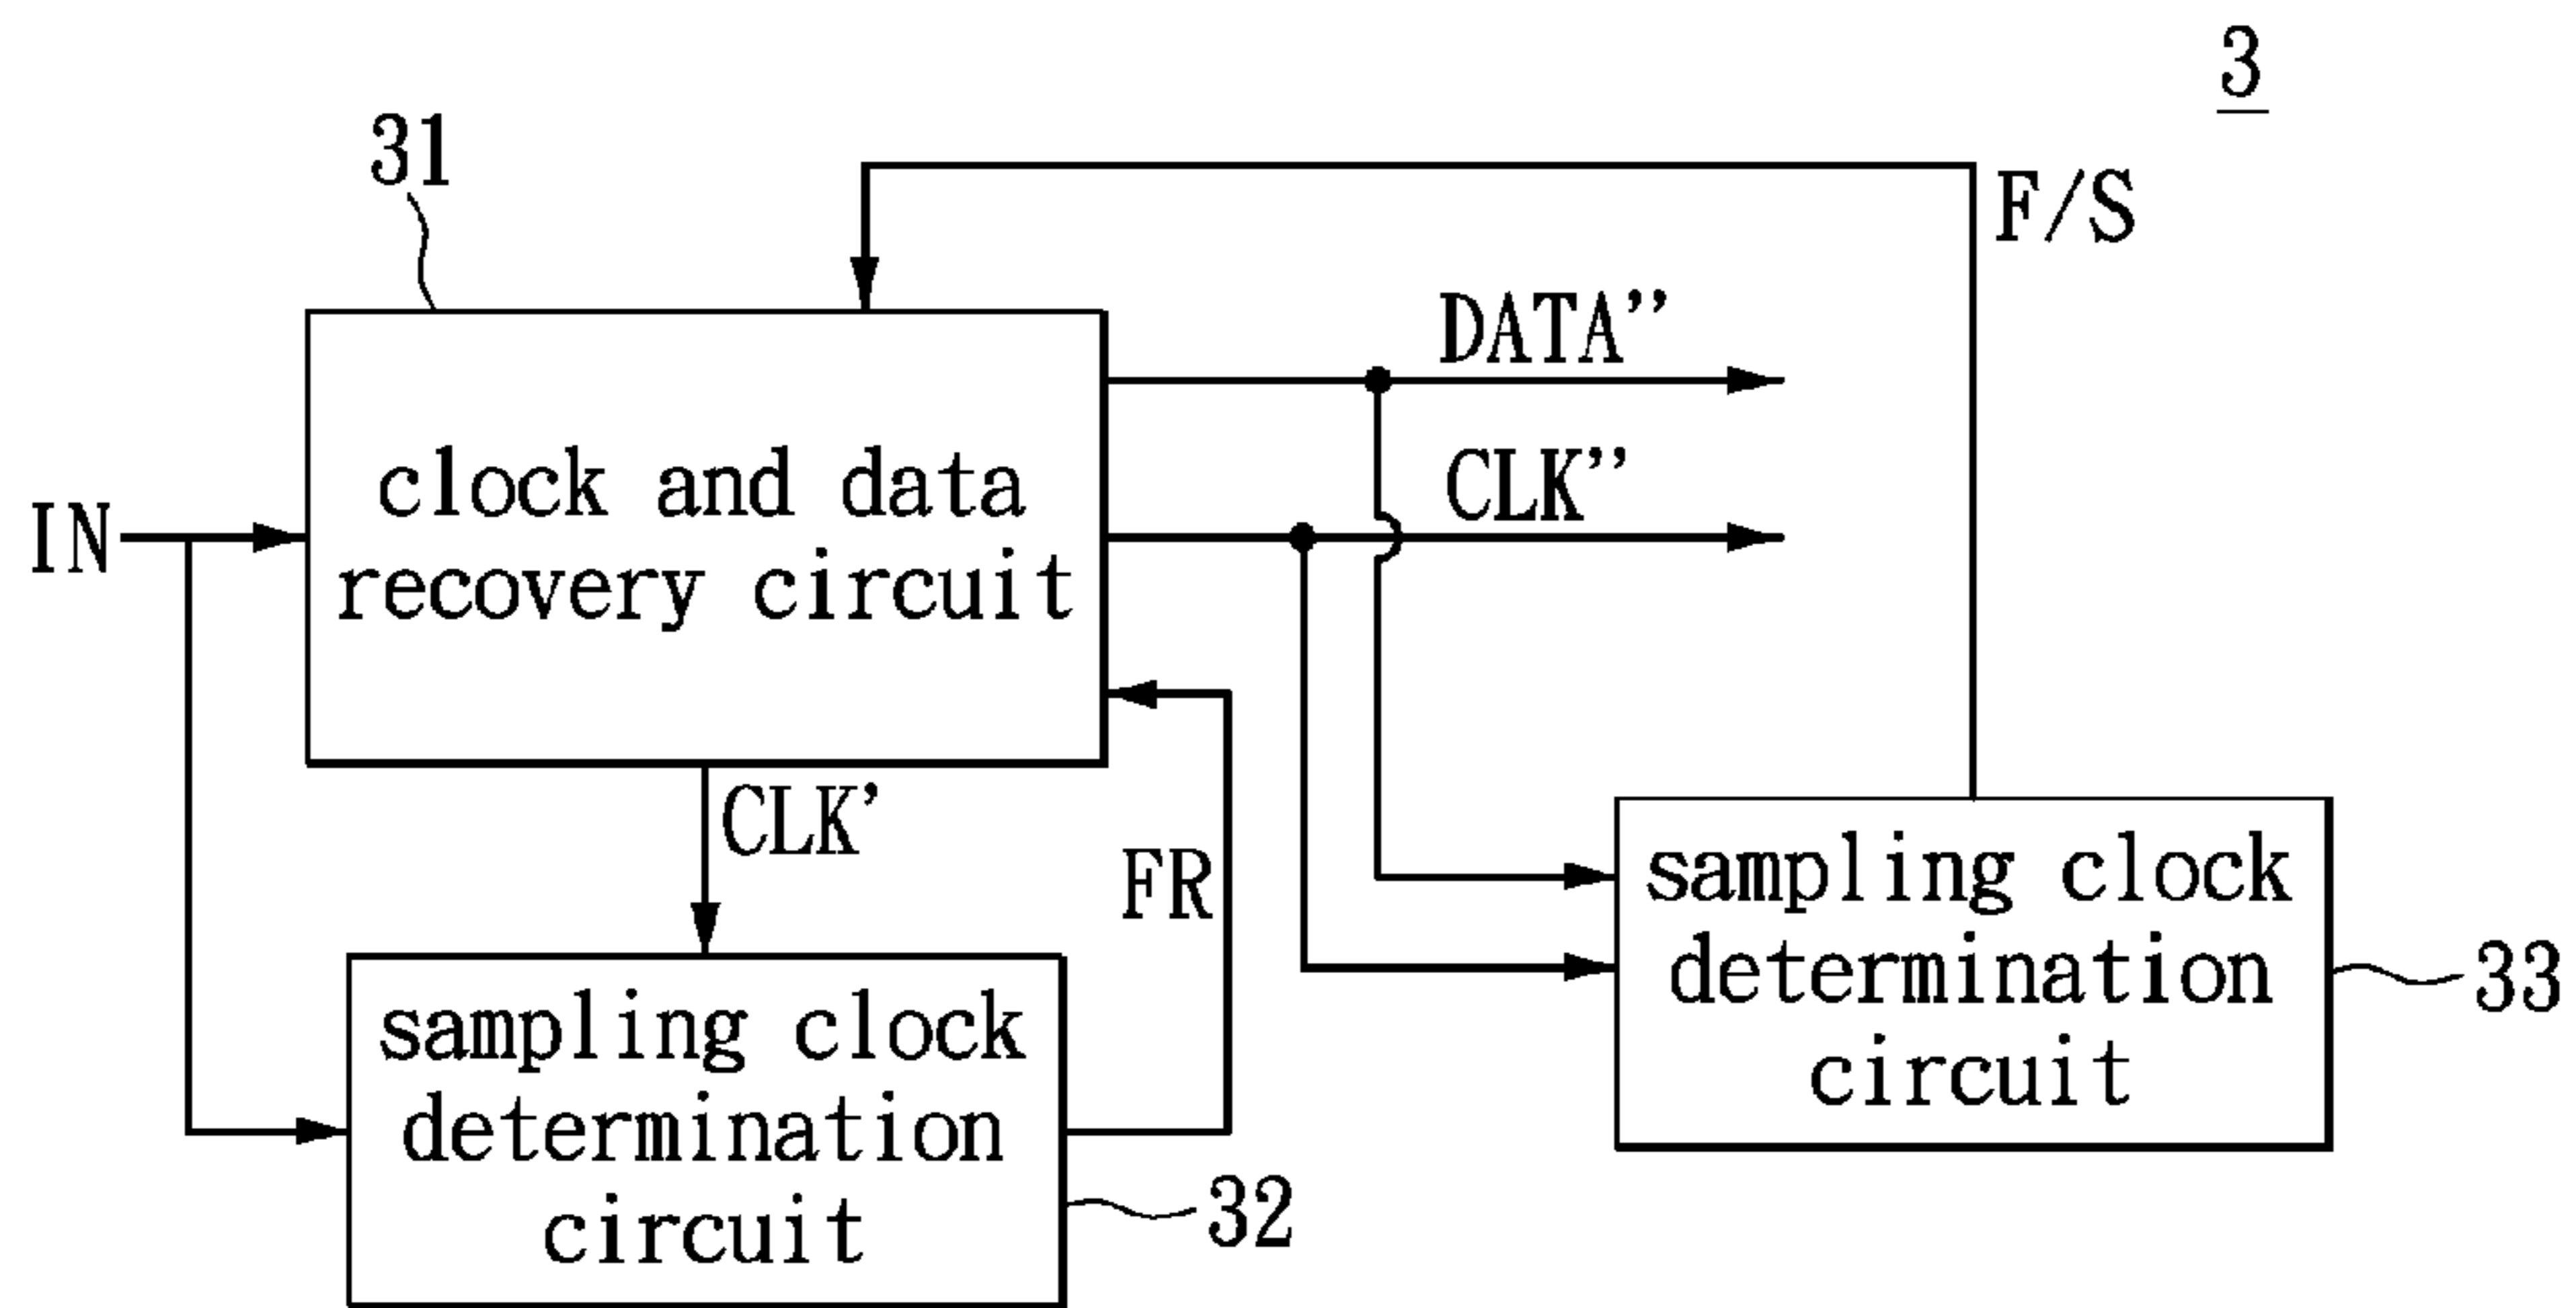 3
31
F/S
DATA’’
clock and data
recovery circuit
CLK’’
IN
CLK'
FR
sampling clock
determination
circuit
33
sampling clock
determination
circuit
32